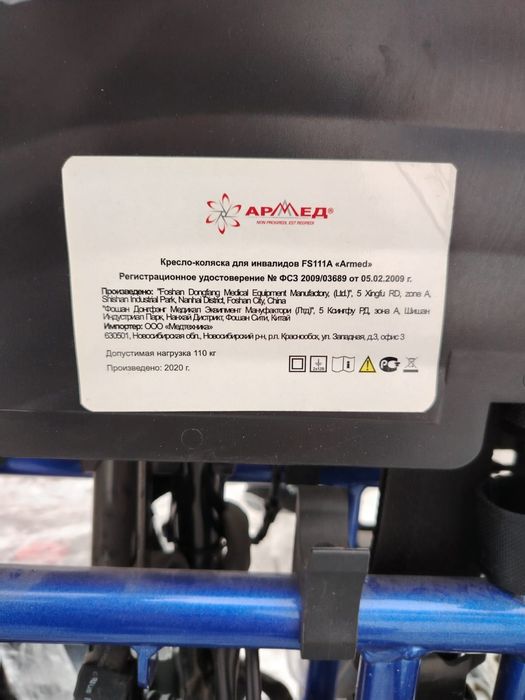 АРМЕД®
NON PROGREDI, EST REGREDI
Кресло-коляска для инвалидов FS111A «Armed»
Регистрационное удостоверение № ФСЗ 2009/03689 от 05.02.2009 г.
Произведено: "Foshan Dongfang Medical Equipment Manufactory, (Ltd.)", 5 Xingfu RD, zone A,
Shishan Industrial Park, Nanhai District, Foshan City, China
"Фошан Донгфэнг Медикал Эквипмент Мануфактори (Лтд)", 5 Ксингфу РД, зона А, Шишан
Индустриал Парк, Нанхай Дистрикт, Фошан Сити, Китай
Импортер: ООО «Медтехника»
630501, Новосибирская обл., Новосибирский р-н, р.п. Краснообск, ул. Западная, д.3, офис 3
Допустимая нагрузка 110 кг
Произведено: 2020 г.